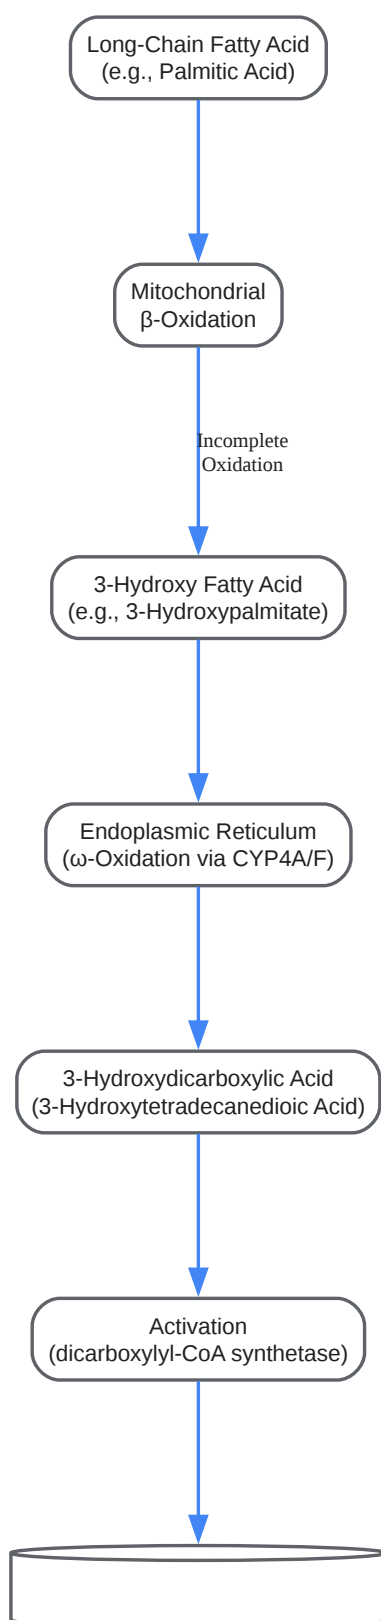 Long-Chain Fatty Acid
(e.g., Palmitic Acid)
Mitochondrial
β-Oxidation
Incomplete
Oxidation
3-Hydroxy Fatty Acid
(e.g., 3-Hydroxypalmitate)
Endoplasmic Reticulum
(ω-Oxidation via CYP4A/F)
3-Hydroxydicarboxylic Acid
(3-Hydroxytetradecanedioic Acid)
Activation
(dicarboxylyl-CoA synthetase)